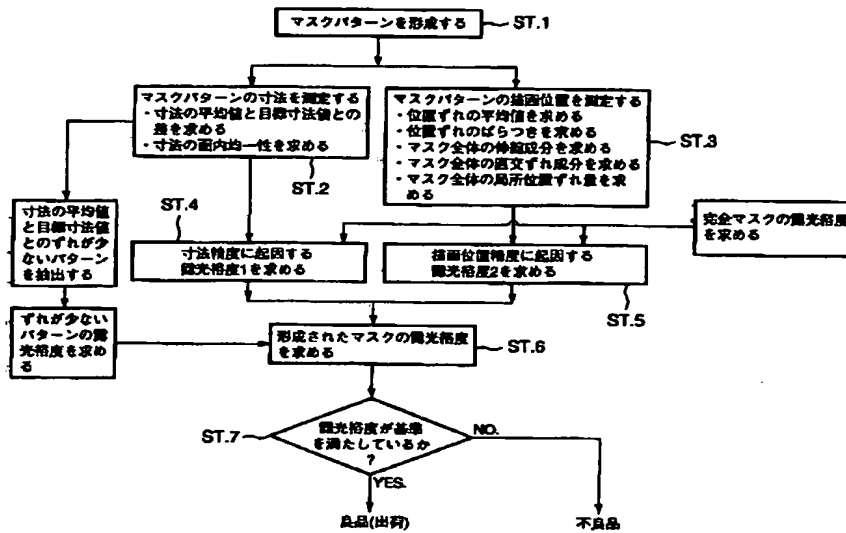 マスクパターンを形成する
ST.1
マスクパターンの寸法を測定する
・寸法の平均値と目標寸法値との
差を求める
・寸法の面内均一性を求める
ST.2
マスクパターンの描画位置を測定する
・位置ずれの平均値を求める
・位置ずれのばらつきを求める
・マスク全体の伸縮成分を求める
・マスク全体の直交ずれ成分を求める
・マスク全体の局所位置ずれ量を求
める
ST.3
寸法の平均値
と目標寸法値
とのずれが少
ないパターン
を抽出する
ST.4
寸法精度に起因する
露光裕度1を求める
描画位置精度に起因する
露光裕度2を求める
ST.5
完全マスクの露光裕度
を求める
ずれが少ない
パターンの露
光裕度を求め
る
形成されたマスクの露光裕度
を求める
ST.6
ST.7
露光裕度が基準
を満たしているか
?
NO.
YES.
良品(出荷)
不良品